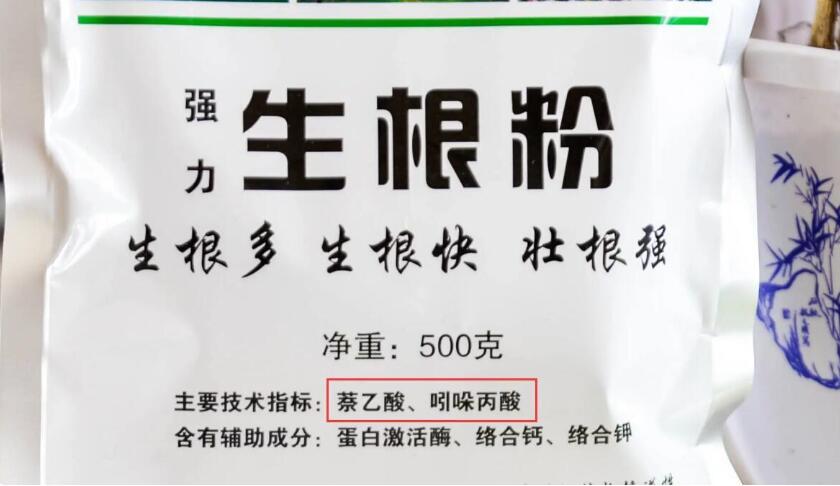 强力 生根粉
生根多 生根快 壮根强
净重：500克
主要技术指标：萘乙酸、吲哚丙酸
含有辅助成分：蛋白激活酶、络合钙、络合钾